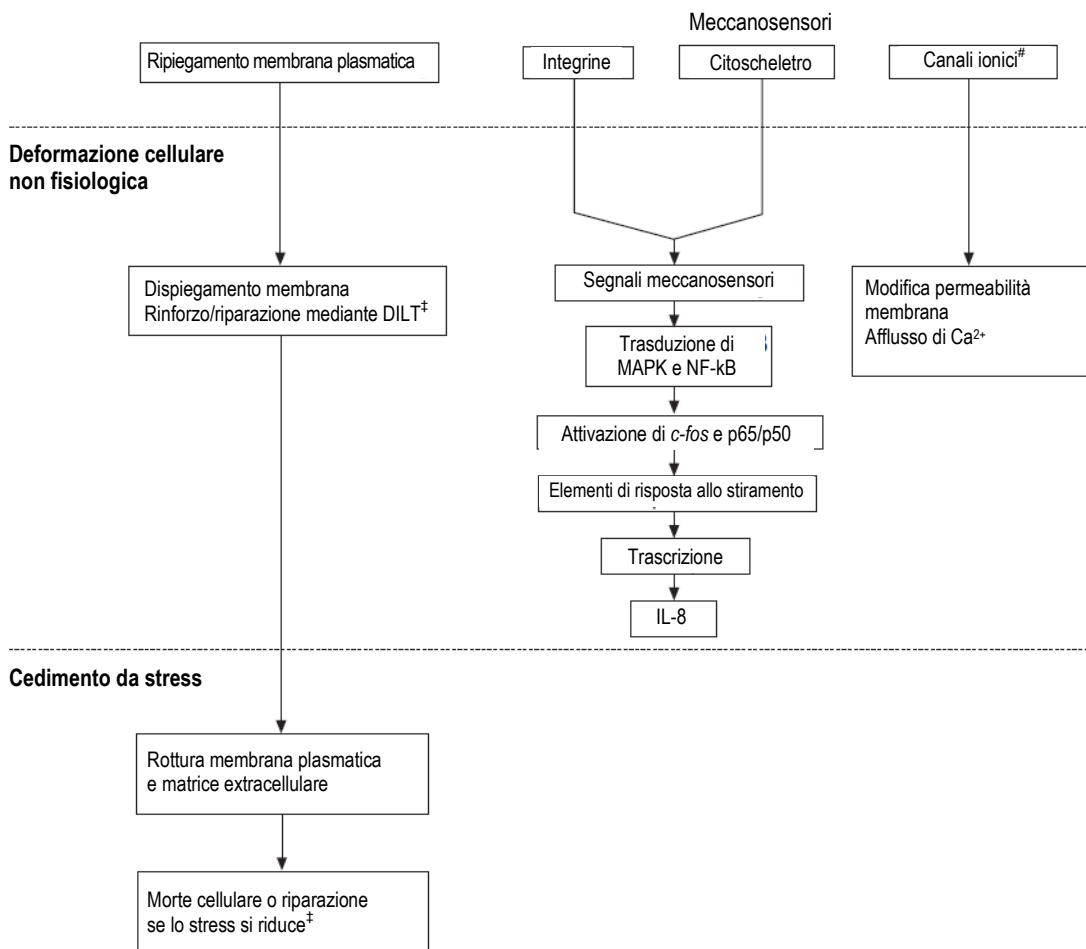 Meccanosensori
Ripiegamento membrana plasmatica
Integrine
Citoscheletro
Canali ionici#
Deformazione cellulare
non fisiologica
Dispiegamento membrana
Rinforzo/riparazione mediante DILT‡
Segnali meccanosensori
Modifica permeabilità
membrana
Afflusso di Ca²⁺
Trasduzione di
MAPK e NF-kB
Attivazione di c-fos e p65/p50
Elementi di risposta allo stiramento
Trascrizione
IL-8
Cedimento da stress
Rottura membrana plasmatica
e matrice extracellulare
Morte cellulare o riparazione
se lo stress si riduce‡